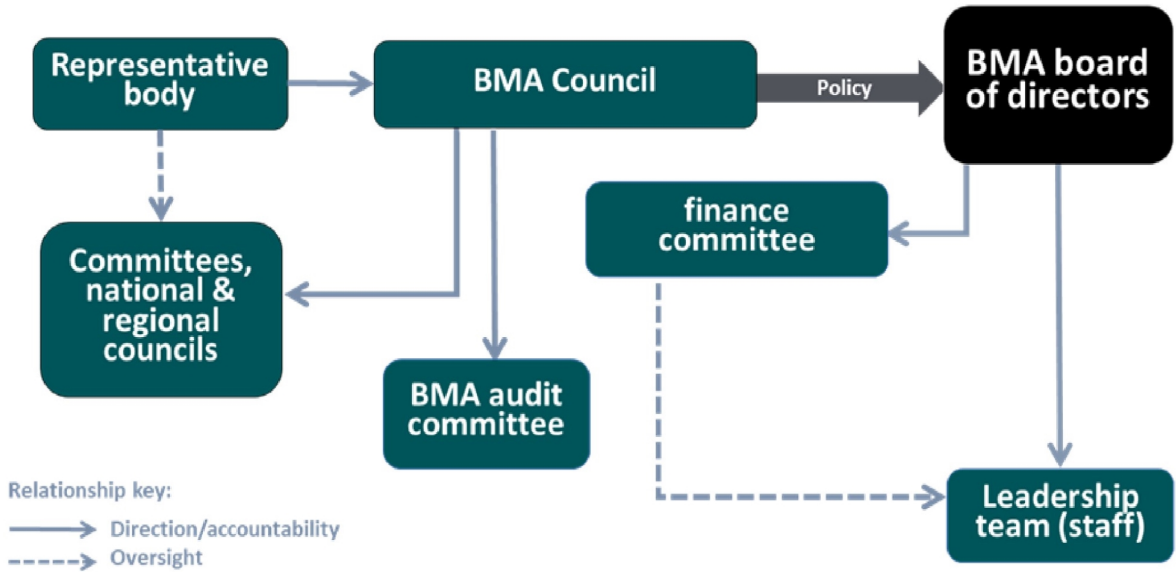 Representative
body
BMA Council
Policy
BMA board
of directors
finance
committee
Committees,
national &
regional
councils
BMA audit
committee
Leadership
team (staff)
Relationship key:
Direction/accountability
Oversight